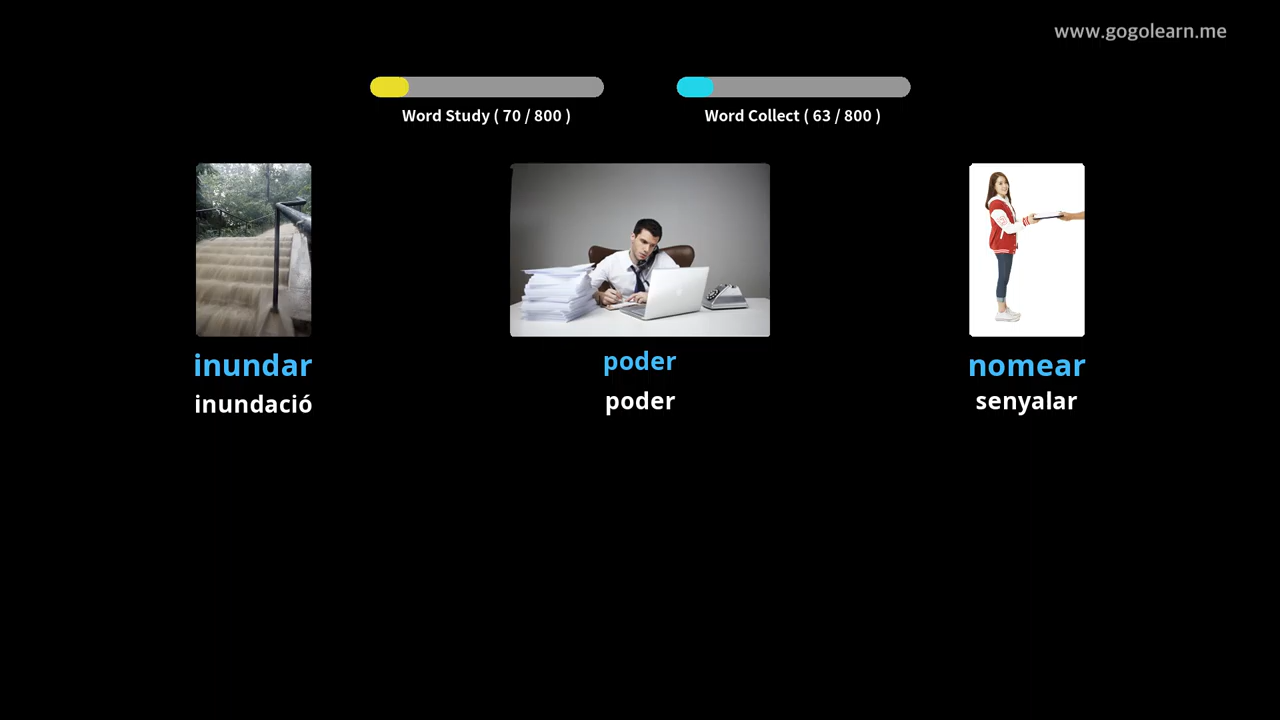 www.gogolearn.me
Word Study ( 70 / 800 )
Word Collect ( 63 / 800 )
inundar
inundació
poder
poder
nomear
senyalar